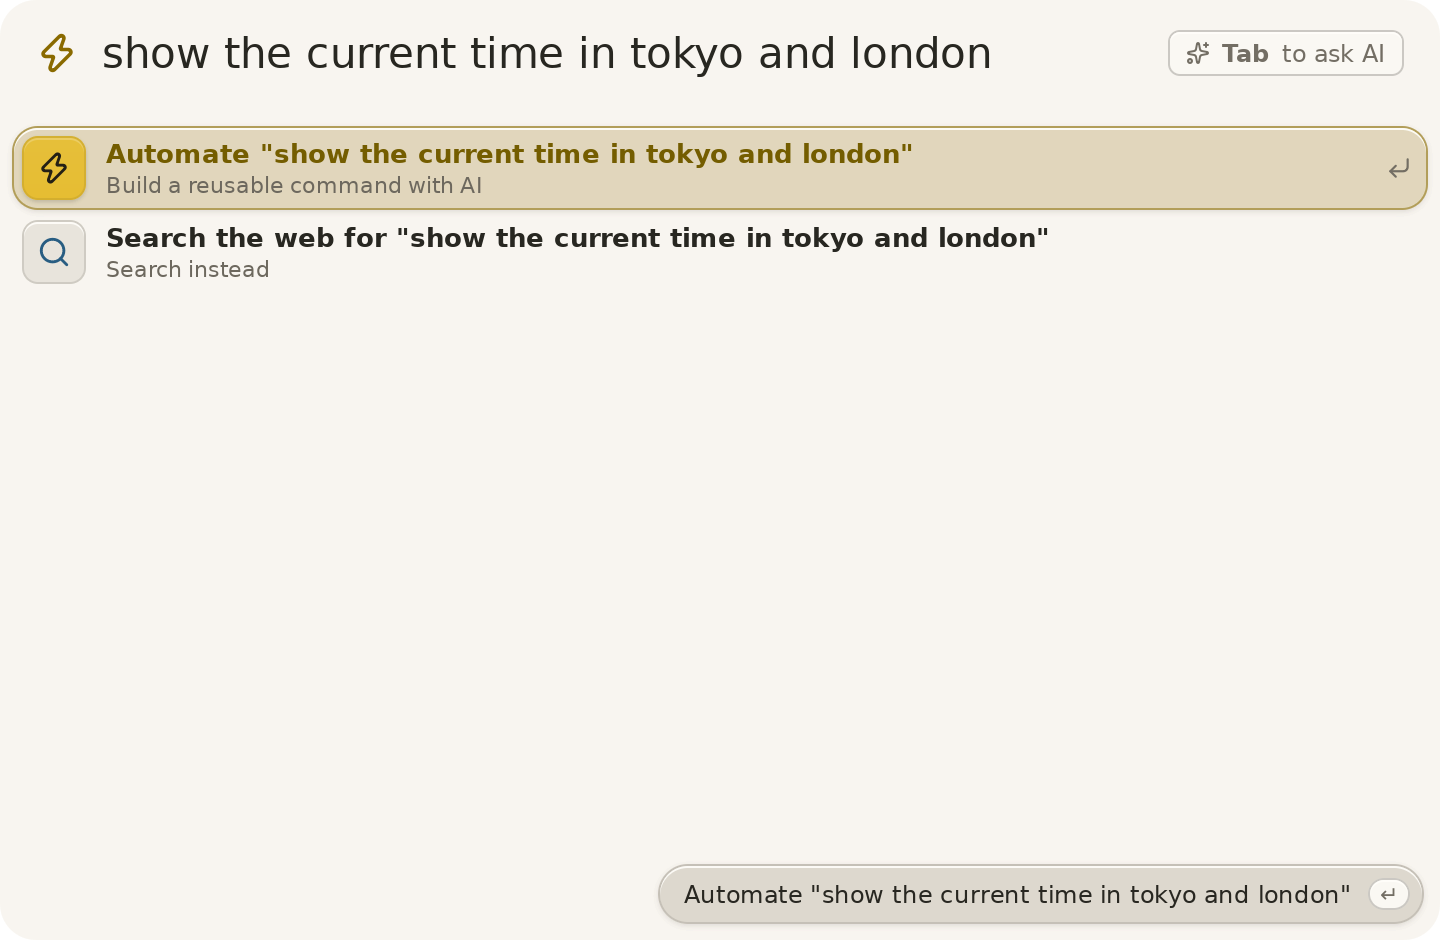 show the current time in tokyo and london
Tab to ask AI
Automate "show the current time in tokyo and london"
Build a reusable command with AI
Search the web for "show the current time in tokyo and london"
Search instead
Automate "show the current time in tokyo and london"